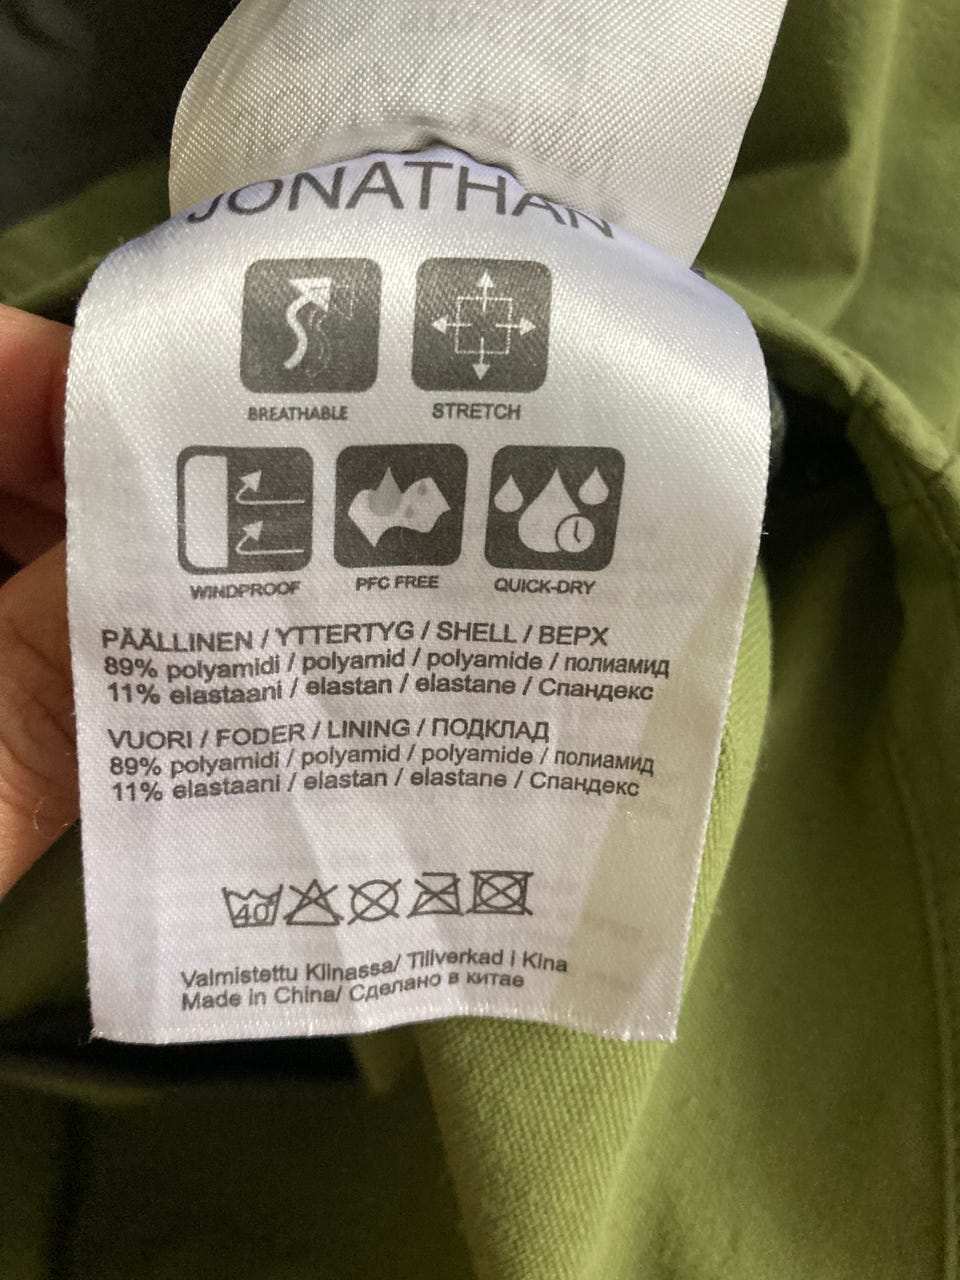 JONATHAN
BREATHABLE STRETCH
WINDPROOF PFC FREE QUICK-DRY
PÄÄLLINEN / YTTERTYG / SHELL / ВЕРХ
89% polyamidi / polyamid / polyamide / полиамид
11% elastaani / elastan / elastane / Спандекс
VUORI / FODER / LINING / ПОДКЛАД
89% polyamidi / polyamid / polyamide / полиамид
11% elastaani / elastan / elastane / Спандекс
40
Valmistettu Kiinassa/ Tillverkad i Kina
Made in China/ Сделано в китае